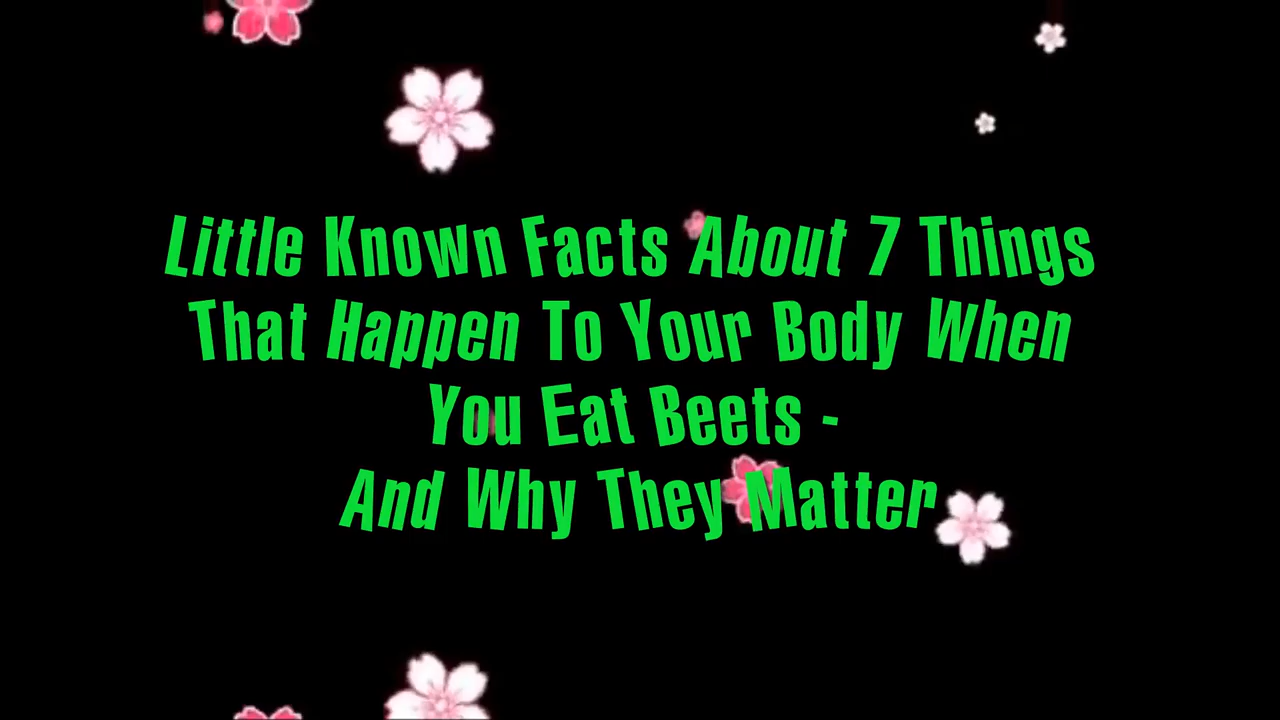 Little Known Facts About 7 Things
That Happen To Your Body When
You Eat Beets -
And Why They Matter